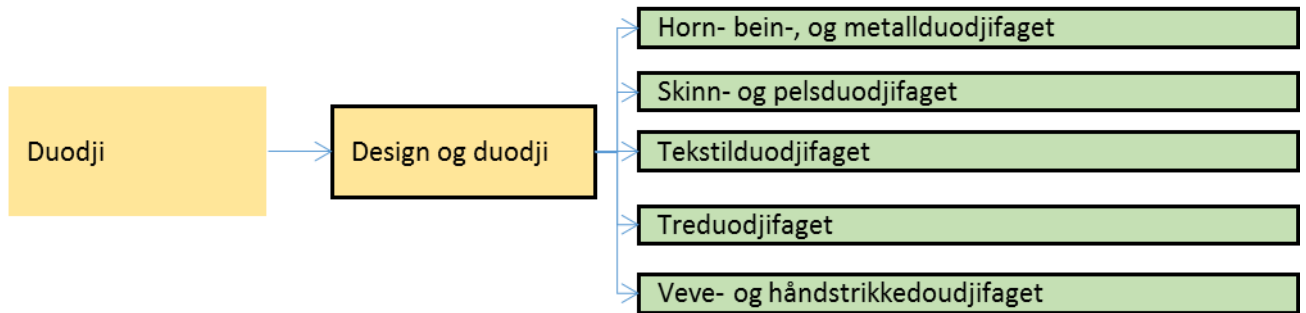 Duodji
Design og duodji
Horn- bein-, og metallduodjifaget
Skinn- og pelsduodjifaget
Tekstilduodjifaget
Treduodjifaget
Veve- og håndstrikkedoudjifaget